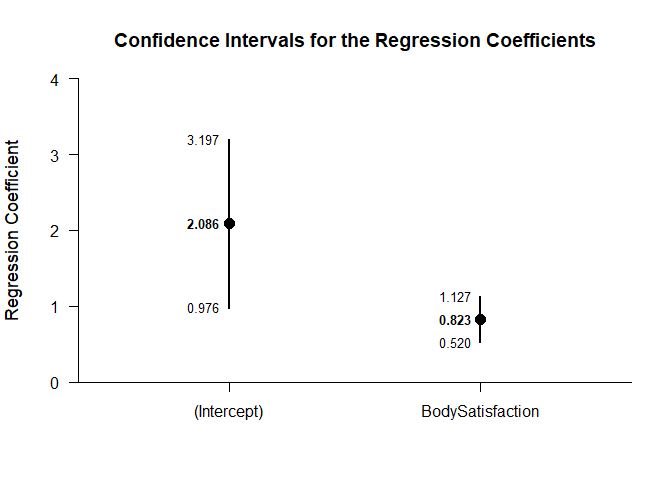 Confidence Intervals for the Regression Coefficients
Regression Coefficient
4
3
2
1
0
3.197
2.086
0.976
1.127
0.823
0.520
(Intercept)
BodySatisfaction